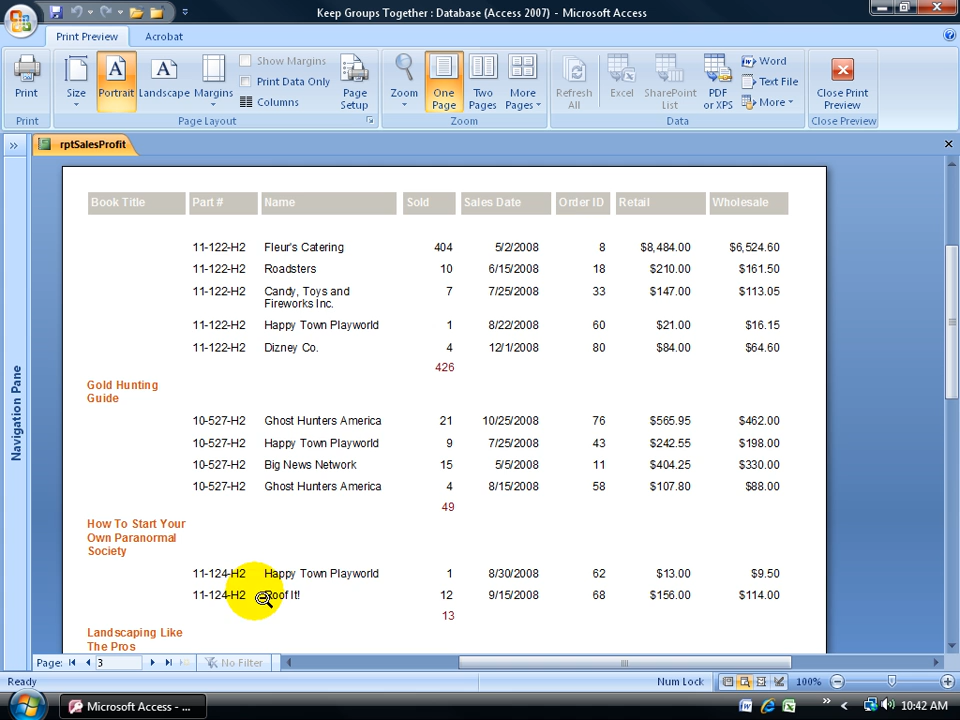 Keep Groups Together : Database (Access 2007) - Microsoft Access
Print Preview Acrobat
Print Size Portrait Landscape Margins
Show Margins
Print Data Only
Columns
Page Setup
Zoom One Page Two Pages More Pages
Refresh All Excel SharePoint List PDF or XPS
Word
Text File
More
Close Print Preview
Print Page Layout Zoom Data Close Preview
rptSalesProfit
Navigation Pane
Book Title Part # Name Sold Sales Date Order ID Retail Wholesale
11-122-H2 Fleur's Catering 404 5/2/2008 8 $8,484.00 $6,524.60
11-122-H2 Roadsters 10 6/15/2008 18 $210.00 $161.50
11-122-H2 Candy, Toys and 7 7/25/2008 33 $147.00 $113.05
Fireworks Inc.
11-122-H2 Happy Town Playworld 1 8/22/2008 60 $21.00 $16.15
11-122-H2 Dizney Co. 4 12/1/2008 80 $84.00 $64.60
426
Gold Hunting
Guide
10-527-H2 Ghost Hunters America 21 10/25/2008 76 $565.95 $462.00
10-527-H2 Happy Town Playworld 9 7/25/2008 43 $242.55 $198.00
10-527-H2 Big News Network 15 5/5/2008 11 $404.25 $330.00
10-527-H2 Ghost Hunters America 4 8/15/2008 58 $107.80 $88.00
49
How To Start Your
Own Paranormal
Society
11-124-H2 Happy Town Playworld 1 8/30/2008 62 $13.00 $9.50
11-124-H2 Roof It! 12 9/15/2008 68 $156.00 $114.00
13
Landscaping Like
The Pros
Page: 3 No Filter
Ready Num Lock 100%
Microsoft Access - ... 10:42 AM